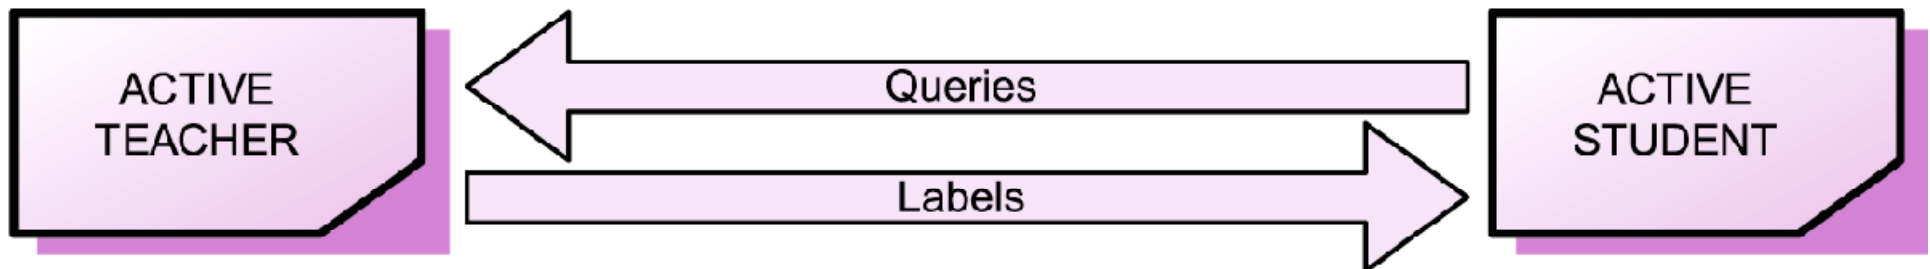 ACTIVE
TEACHER
Queries
Labels
ACTIVE
STUDENT